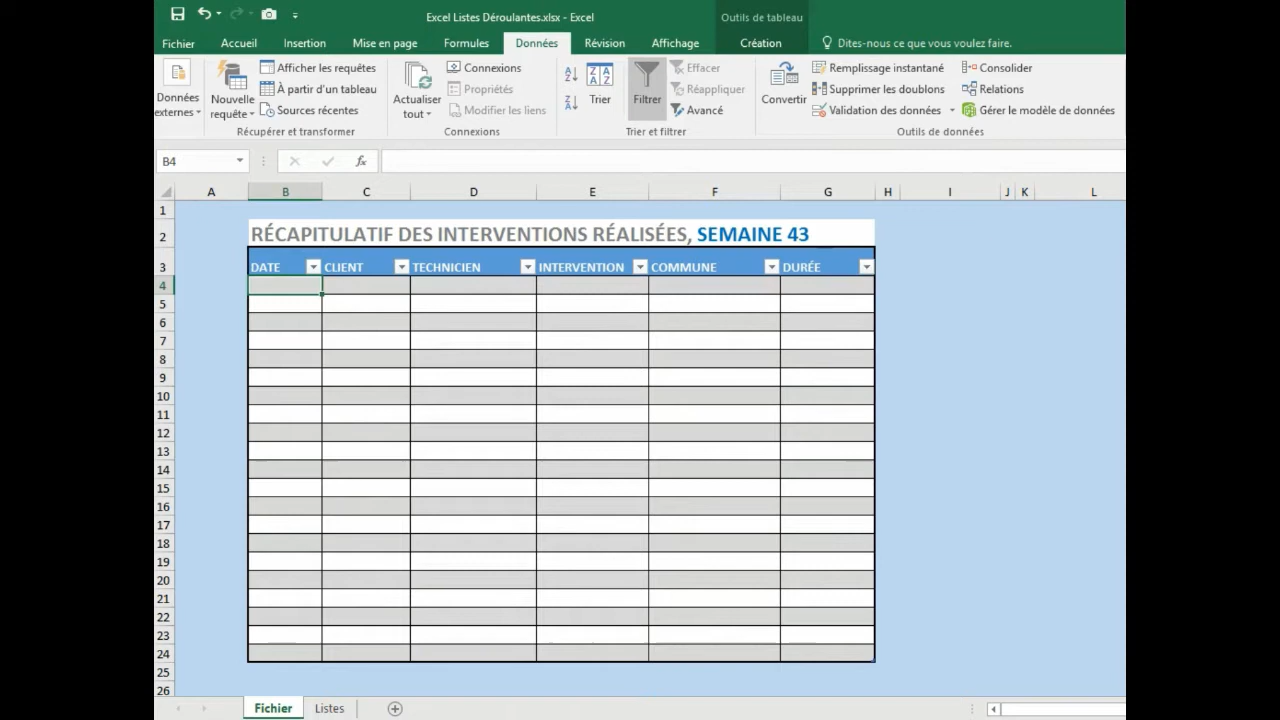 Excel Listes Déroulantes.xlsx - Excel
Outils de tableau
Fichier Accueil Insertion Mise en page Formules Données Révision Affichage Création Dites-nous ce que vous voulez faire.
Données externes
Nouvelle requête
Afficher les requêtes
À partir d'un tableau
Sources récentes
Récupérer et transformer
Actualiser tout
Connexions
Propriétés
Modifier les liens
Connexions
Trier
Filtrer
Effacer
Réappliquer
Avancé
Trier et filtrer
Convertir
Remplissage instantané
Supprimer les doublons
Validation des données
Consolider
Relations
Gérer le modèle de données
Outils de données
B4 fx
A B C D E F G H I J K L
1
2 RÉCAPITULATIF DES INTERVENTIONS RÉALISÉES, SEMAINE 43
3 DATE CLIENT TECHNICIEN INTERVENTION COMMUNE DURÉE
4
5
6
7
8
9
10
11
12
13
14
15
16
17
18
19
20
21
22
23
24
25
26
Fichier Listes